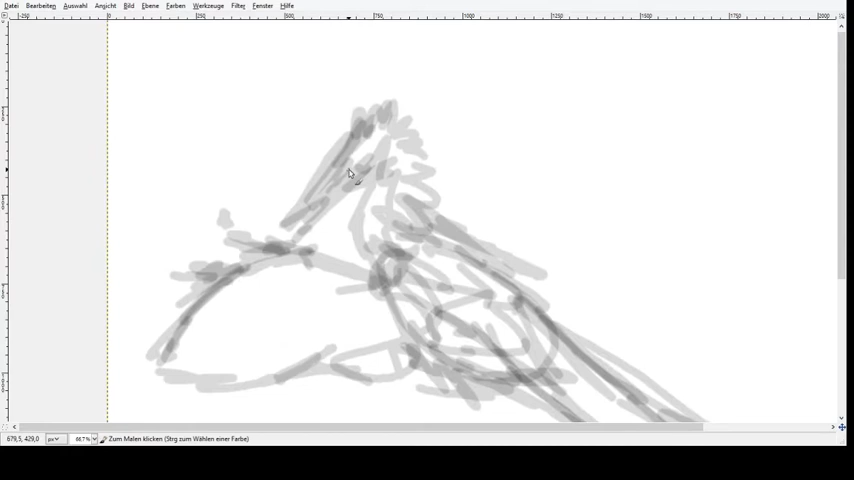 Datei Bearbeiten Auswahl Ansicht Bild Ebene Farben Werkzeuge Filter Fenster Hilfe
-250 0 250 500 750 1000 1250 1500 1750 2000
679,5, 429,0 px 66,7 % Zum Malen klicken (Strg zum Wählen einer Farbe)